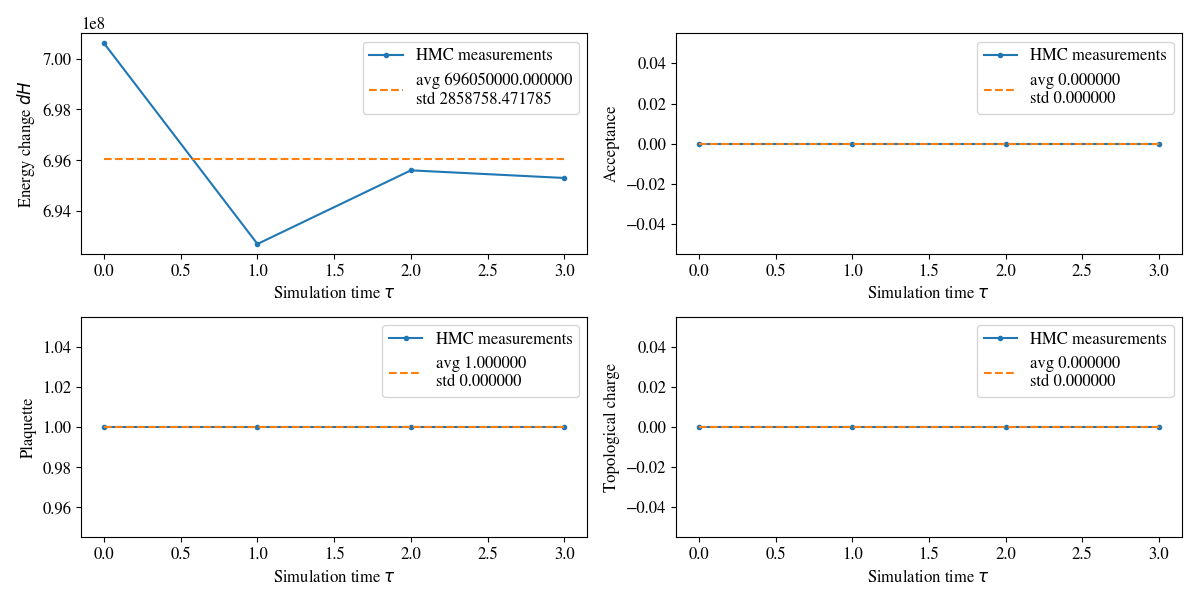 1e8
7.00
6.98
6.96
6.94
Energy change dH
HMC measurements
avg 696050000.000000
std 2858758.471785
0.0 0.5 1.0 1.5 2.0 2.5 3.0
Simulation time τ
0.04
0.02
0.00
−0.02
−0.04
Acceptance
HMC measurements
avg 0.000000
std 0.000000
0.0 0.5 1.0 1.5 2.0 2.5 3.0
Simulation time τ
1.04
1.02
1.00
0.98
0.96
Plaquette
HMC measurements
avg 1.000000
std 0.000000
0.0 0.5 1.0 1.5 2.0 2.5 3.0
Simulation time τ
0.04
0.02
0.00
−0.02
−0.04
Topological charge
HMC measurements
avg 0.000000
std 0.000000
0.0 0.5 1.0 1.5 2.0 2.5 3.0
Simulation time τ